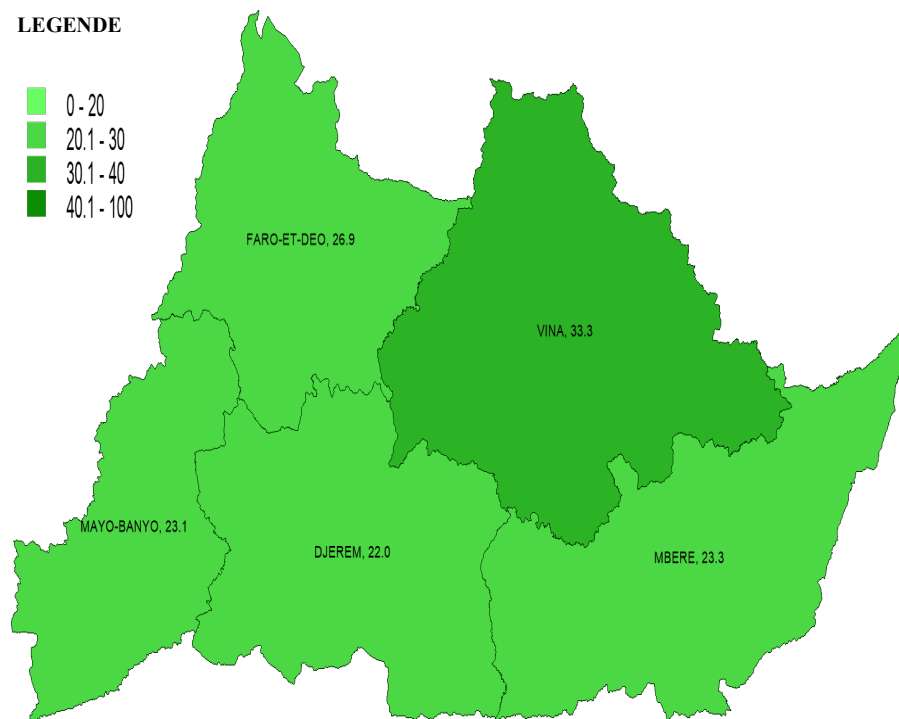 LEGENDE
0 - 20
20.1 - 30
30.1 - 40
40.1 - 100
FARO-ET-DEO, 26.9
VINA, 33.3
MAYO-BANYO, 23.1
DJEREM, 22.0
MBERE, 23.3